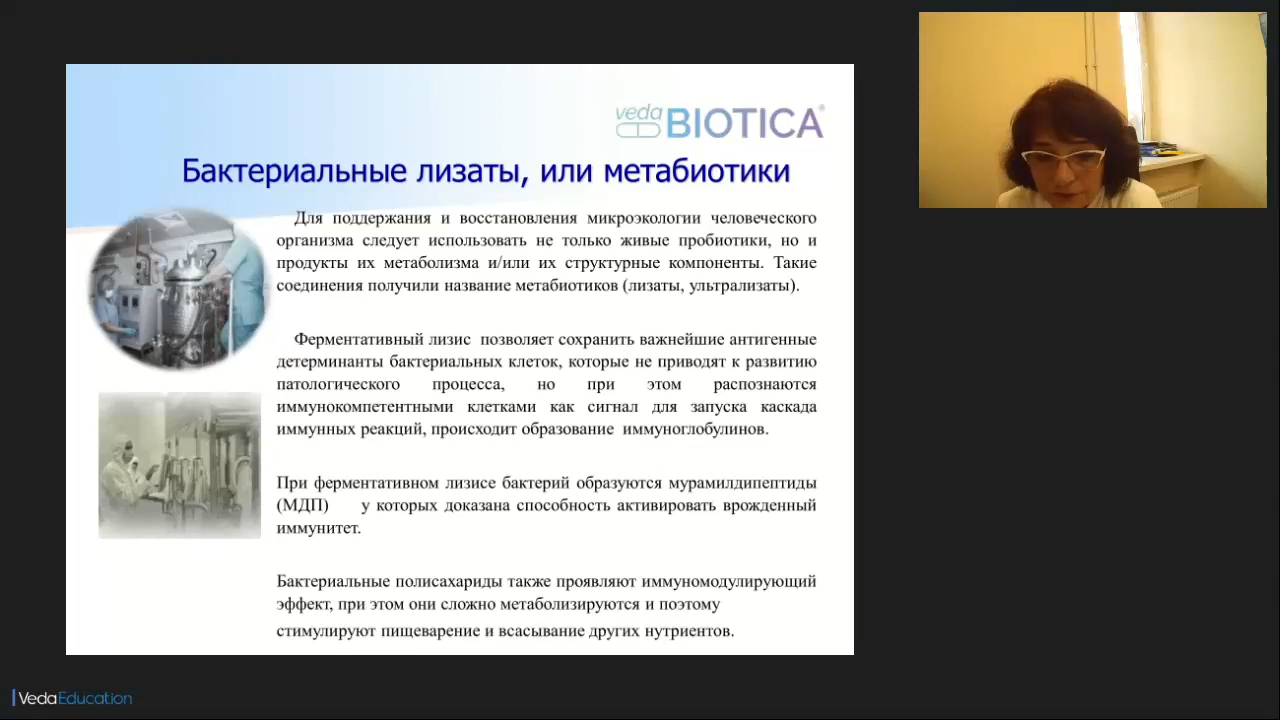 veda BIOTICA®
Бактериальные лизаты, или метабиотики
Для поддержания и восстановления микроэкологии человеческого
организма следует использовать не только живые пробиотики, но и
продукты их метаболизма и/или их структурные компоненты. Такие
соединения получили название метабиотиков (лизаты, ультрализаты).
Ферментативный лизис позволяет сохранить важнейшие антигенные
детерминанты бактериальных клеток, которые не приводят к развитию
патологического процесса, но при этом распознаются
иммунокомпетентными клетками как сигнал для запуска каскада
иммунных реакций, происходит образование иммуноглобулинов.
При ферментативном лизисе бактерий образуются мурамилдипептиды
(МДП) у которых доказана способность активировать врожденный
иммунитет.
Бактериальные полисахариды также проявляют иммуномодулирующий
эффект, при этом они сложно метаболизируются и поэтому
стимулируют пищеварение и всасывание других нутриентов.
VedaEducation